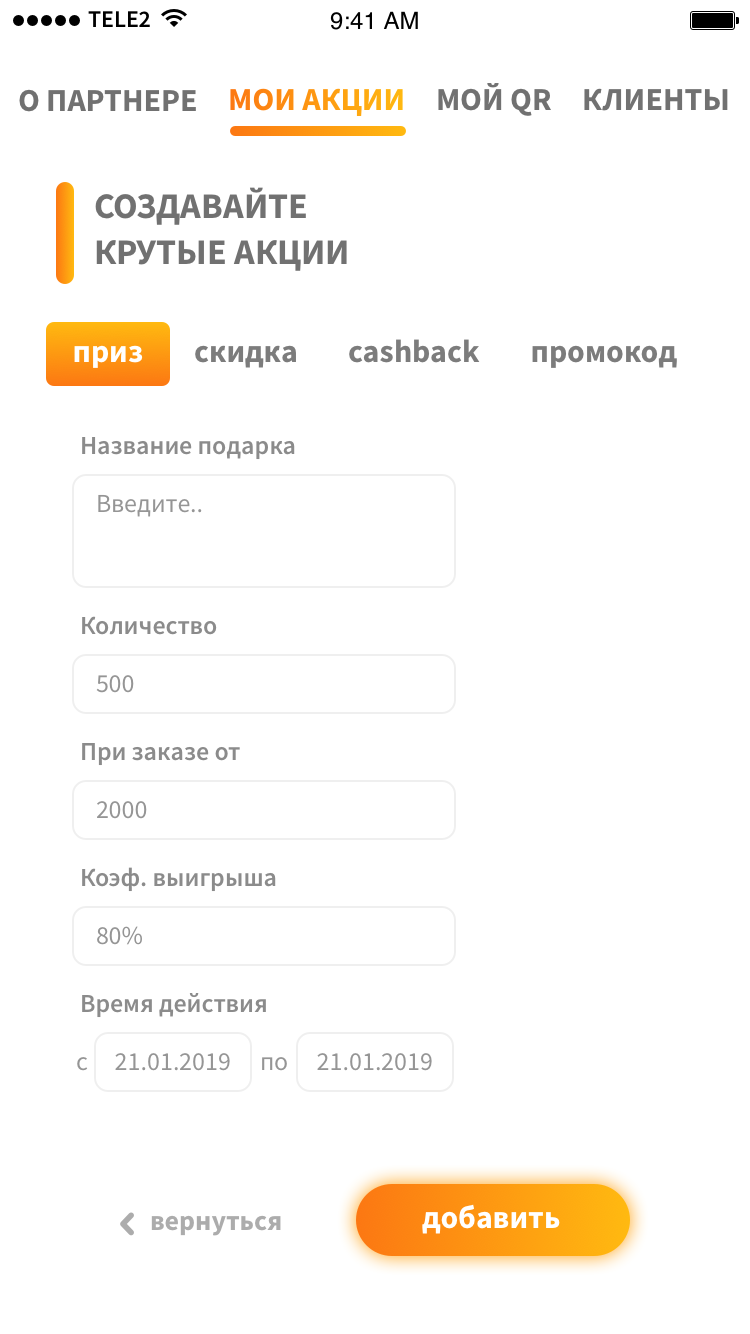 TELE2 9:41 AM
О ПАРТНЕРЕ МОИ АКЦИИ МОЙ QR КЛИЕНТЫ
СОЗДАВАЙТЕ
КРУТЫЕ АКЦИИ
приз скидка cashback промокод
Название подарка
Введите..
Количество
500
При заказе от
2000
Коэф. выигрыша
80%
Время действия
с 21.01.2019 по 21.01.2019
вернуться добавить